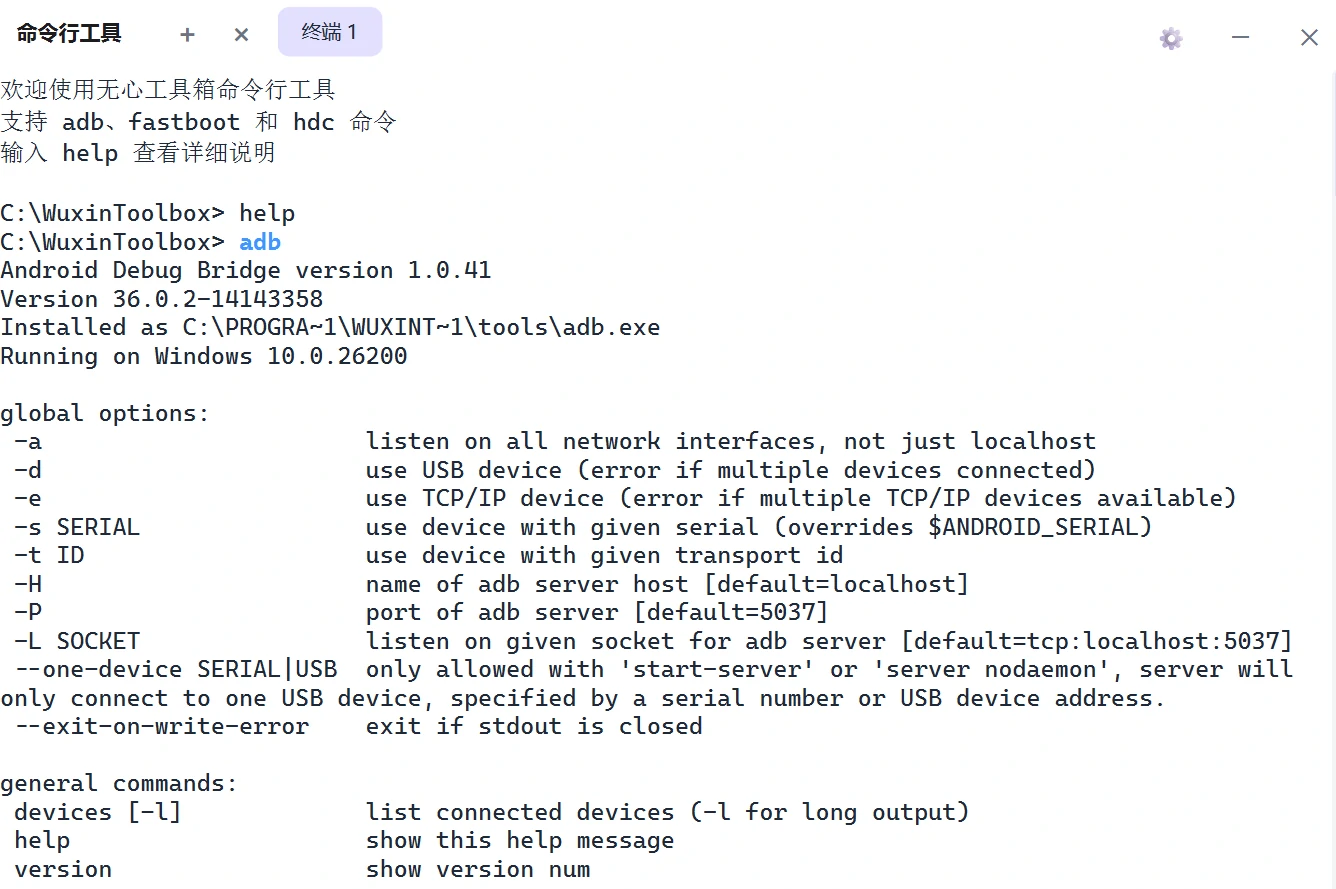 命令行工具 + × 终端 1
欢迎使用无心工具箱命令行工具
支持 adb、fastboot 和 hdc 命令
输入 help 查看详细说明
C:\WuxinToolbox> help
C:\WuxinToolbox> adb
Android Debug Bridge version 1.0.41
Version 36.0.2-14143358
Installed as C:\PROGRA~1\WUXINT~1\tools\adb.exe
Running on Windows 10.0.26200
global options:
 -a                       listen on all network interfaces, not just localhost
 -d                       use USB device (error if multiple devices connected)
 -e                       use TCP/IP device (error if multiple TCP/IP devices available)
 -s SERIAL                use device with given serial (overrides $ANDROID_SERIAL)
 -t ID                    use device with given transport id
 -H                       name of adb server host [default=localhost]
 -P                       port of adb server [default=5037]
 -L SOCKET                listen on given socket for adb server [default=tcp:localhost:5037]
 --one-device SERIAL|USB  only allowed with 'start-server' or 'server nodaemon', server will
only connect to one USB device, specified by a serial number or USB device address.
 --exit-on-write-error    exit if stdout is closed
general commands:
 devices [-l]             list connected devices (-l for long output)
 help                     show this help message
 version                  show version num